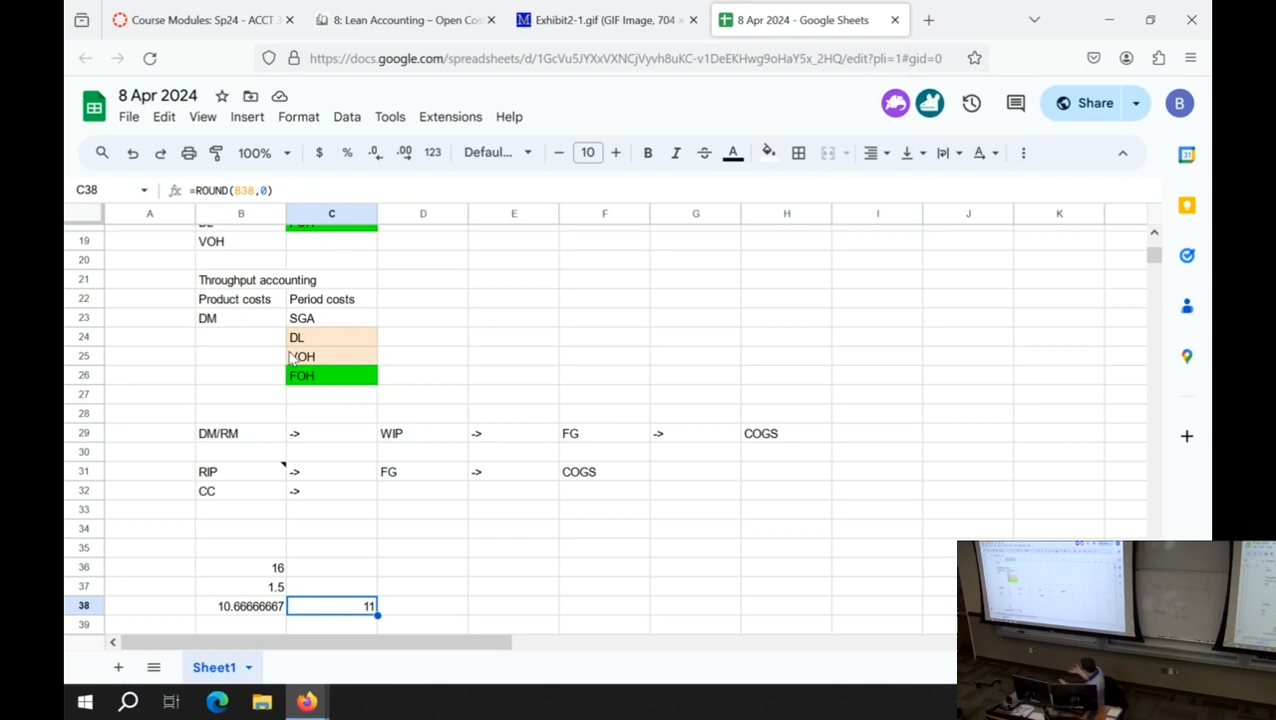 Course Modules: Sp24 - ACCT 3
8: Lean Accounting – Open Cos
Exhibit2-1.gif (GIF Image, 704 ×
8 Apr 2024 - Google Sheets
https://docs.google.com/spreadsheets/d/1GcVu5JYXxVXNCjVyvh8uKC-v1DeEKHwg9oHaY5x_2HQ/edit?pli=1#gid=0
8 Apr 2024
Share
B
File Edit View Insert Format Data Tools Extensions Help
100% $ % .0 .00 123 Defaul... − 10 + B I A
C38 fx =ROUND(B38,0)
A B C D E F G H I J K
19 VOH
20
21 Throughput accounting
22 Product costs Period costs
23 DM SGA
24 DL
25 VOH
26 FOH
27
28
29 DM/RM -> WIP -> FG -> COGS
30
31 RIP -> FG -> COGS
32 CC ->
33
34
35
36 16
37 1.5
38 10.66666667 11
39
Sheet1